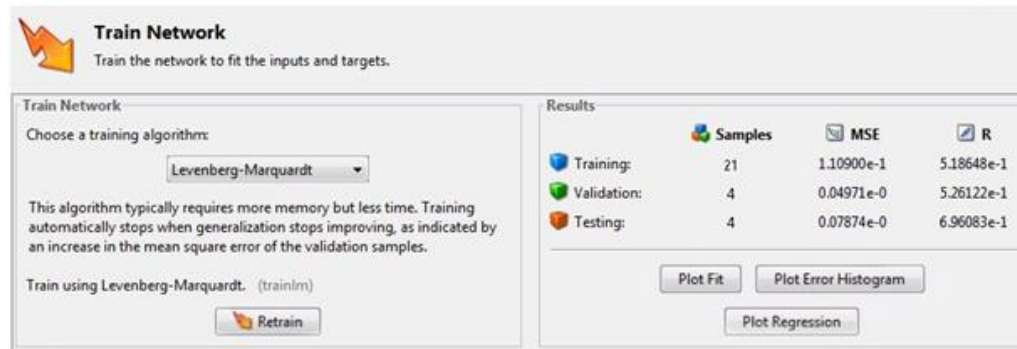 Train Network
Train the network to fit the inputs and targets.
Train Network
Choose a training algorithm:
Levenberg-Marquardt
This algorithm typically requires more memory but less time. Training
automatically stops when generalization stops improving, as indicated by
an increase in the mean square error of the validation samples.
Train using Levenberg-Marquardt. (trainlm)
Retrain
Results
Samples MSE R
Training: 21 1.10900e-1 5.18648e-1
Validation: 4 0.04971e-0 5.26122e-1
Testing: 4 0.07874e-0 6.96083e-1
Plot Fit Plot Error Histogram
Plot Regression